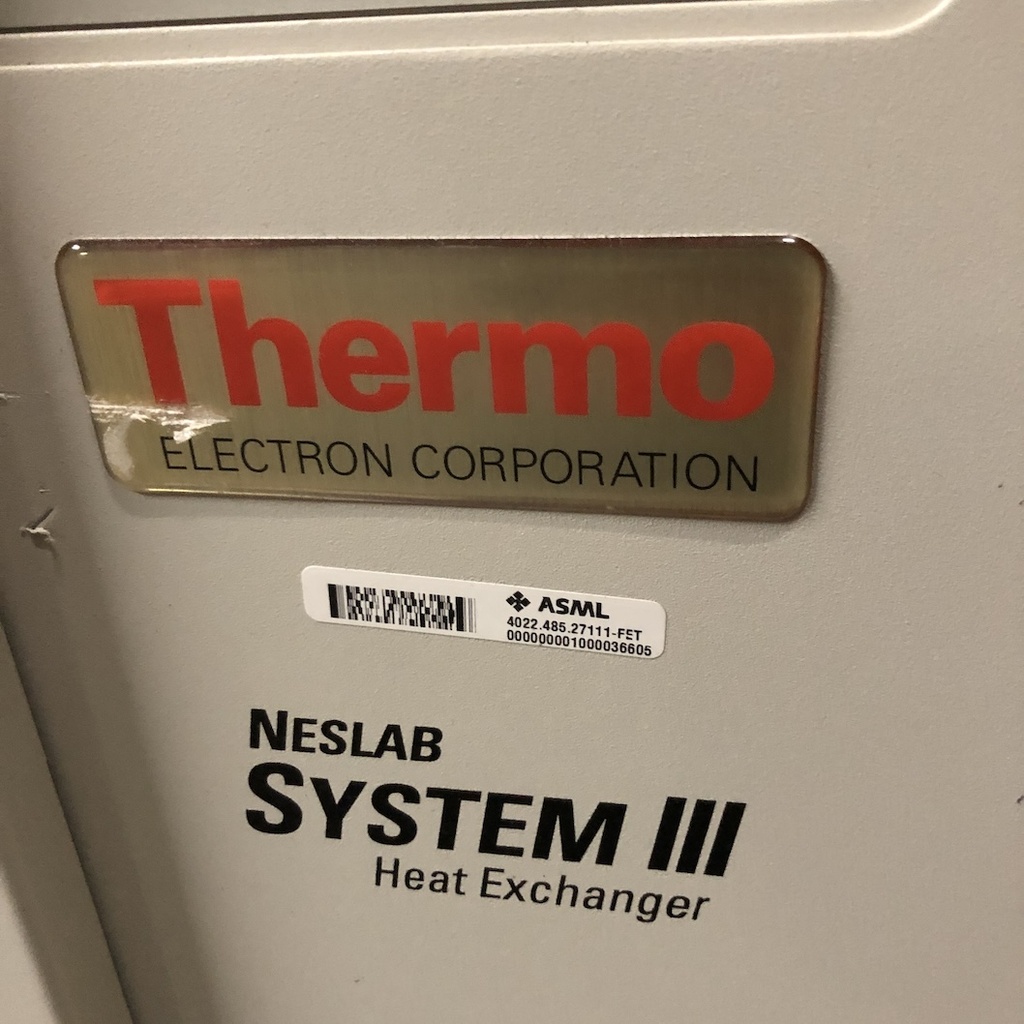 Thermo
ELECTRON CORPORATION
ASML
4022.485.27111-FET
000000001000036605
NESLAB
SYSTEM III
Heat Exchanger